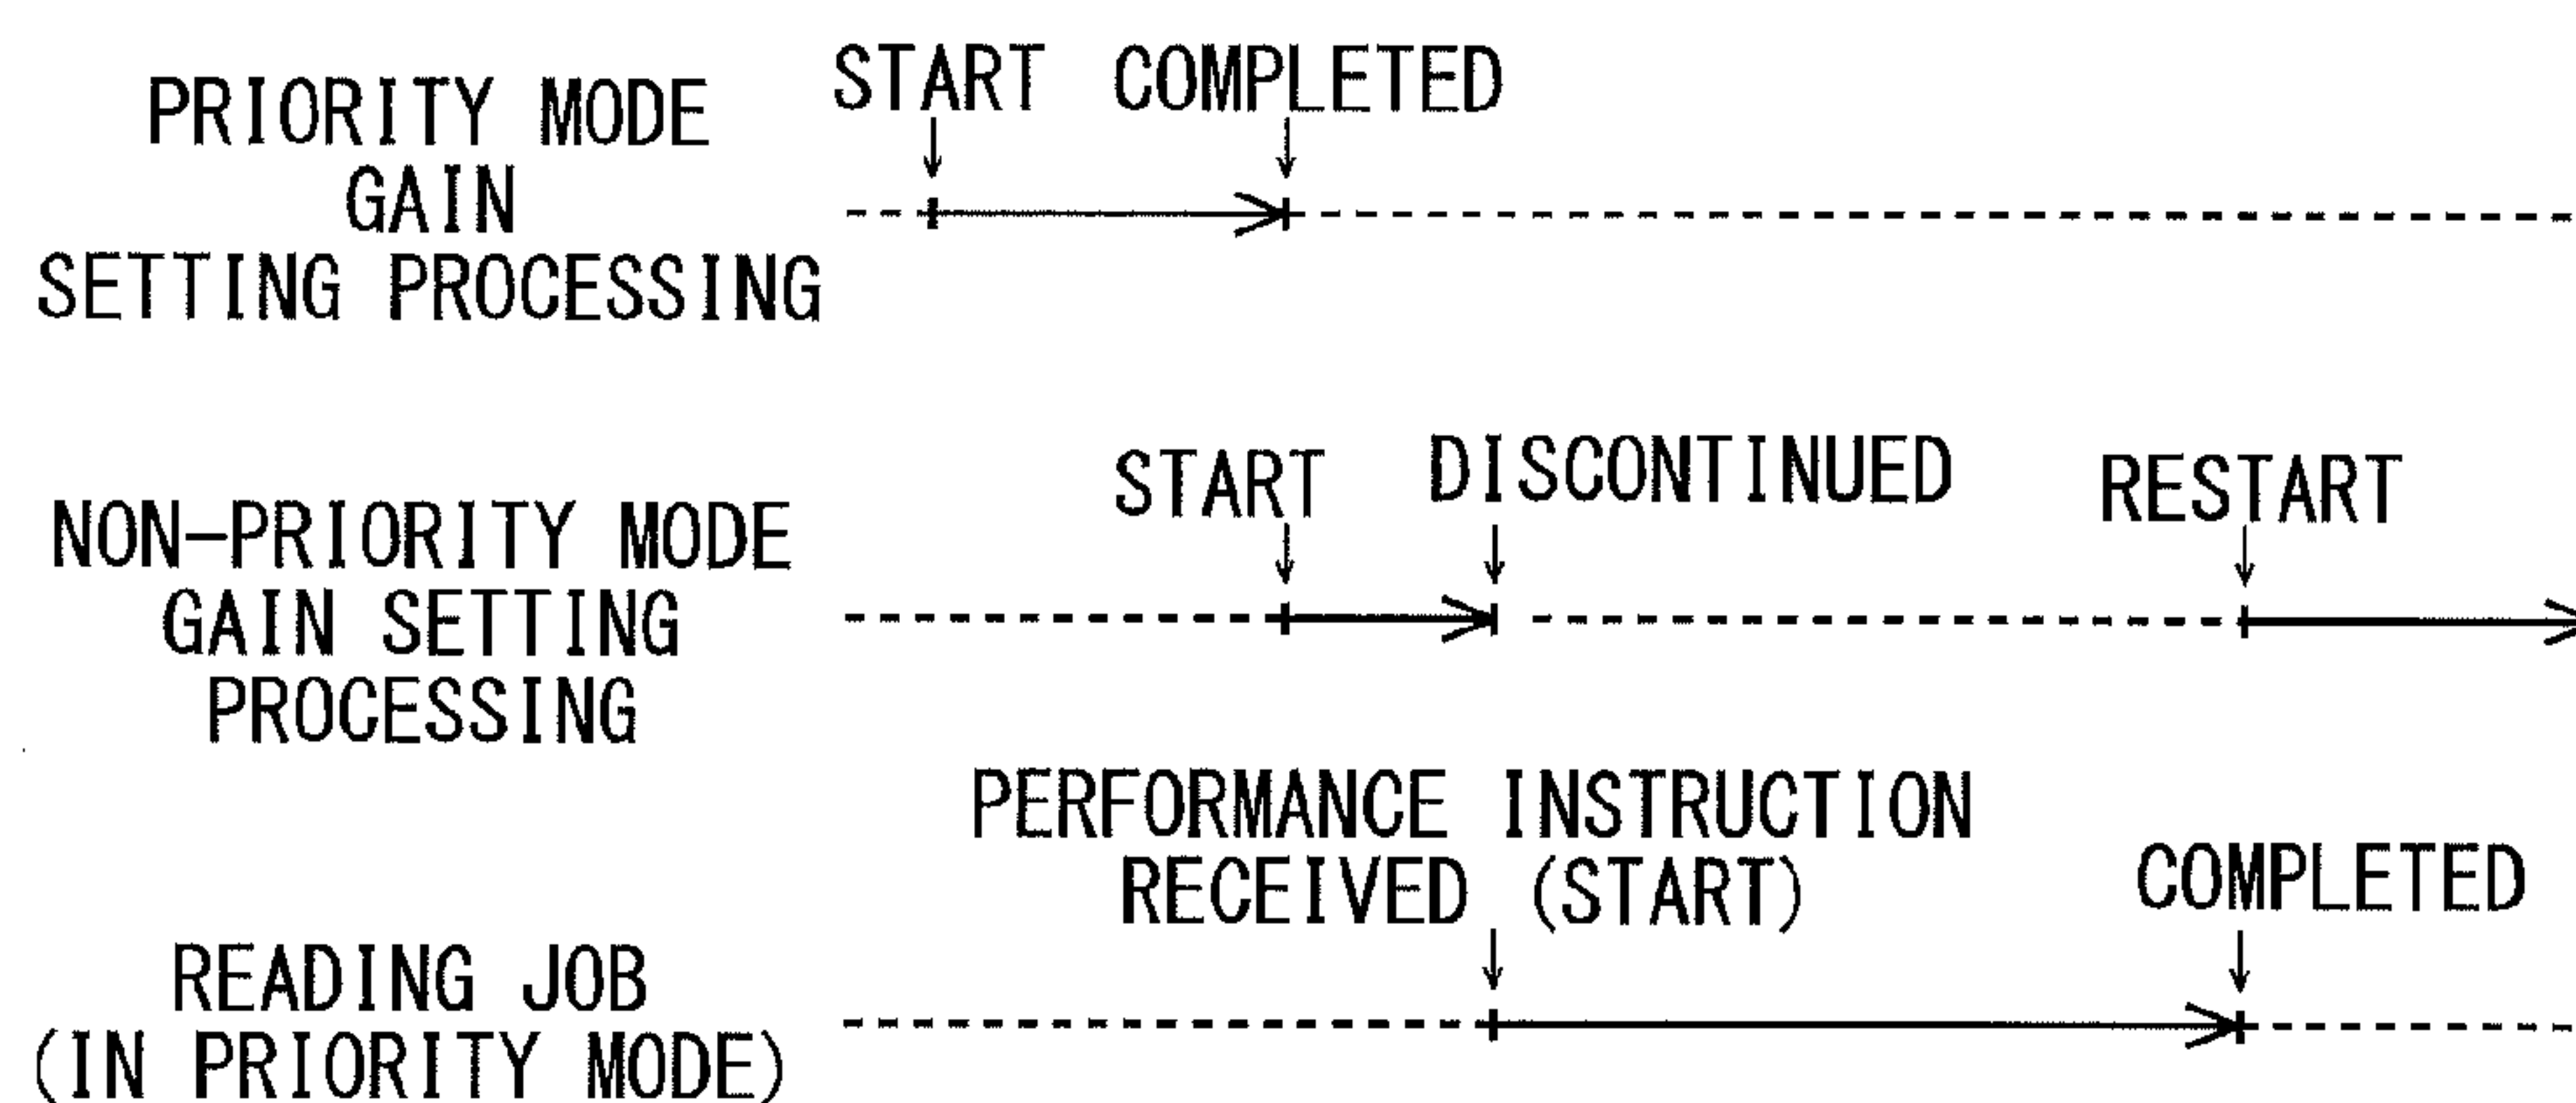 PRIORITY MODE
GAIN
SETTING PROCESSING
START COMPLETED
NON-PRIORITY MODE
GAIN SETTING
PROCESSING
START DISCONTINUED RESTART
READING JOB
(IN PRIORITY MODE)
PERFORMANCE INSTRUCTION
RECEIVED (START)
COMPLETED